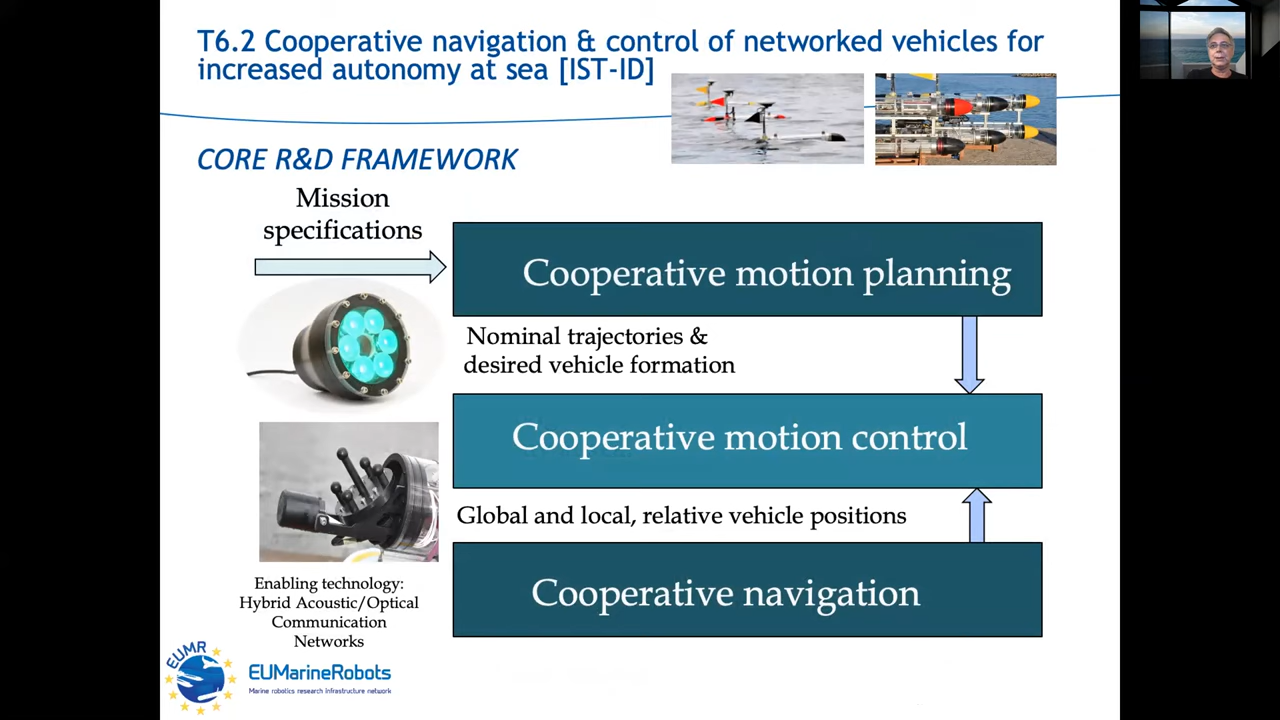 T6.2 Cooperative navigation & control of networked vehicles for
increased autonomy at sea [IST-ID]
CORE R&D FRAMEWORK
Mission
specifications
Cooperative motion planning
Nominal trajectories &
desired vehicle formation
Cooperative motion control
Global and local, relative vehicle positions
Cooperative navigation
Enabling technology:
Hybrid Acoustic/Optical
Communication
Networks
EUMR
EUMarineRobots
Marine robotics research infrastructure network